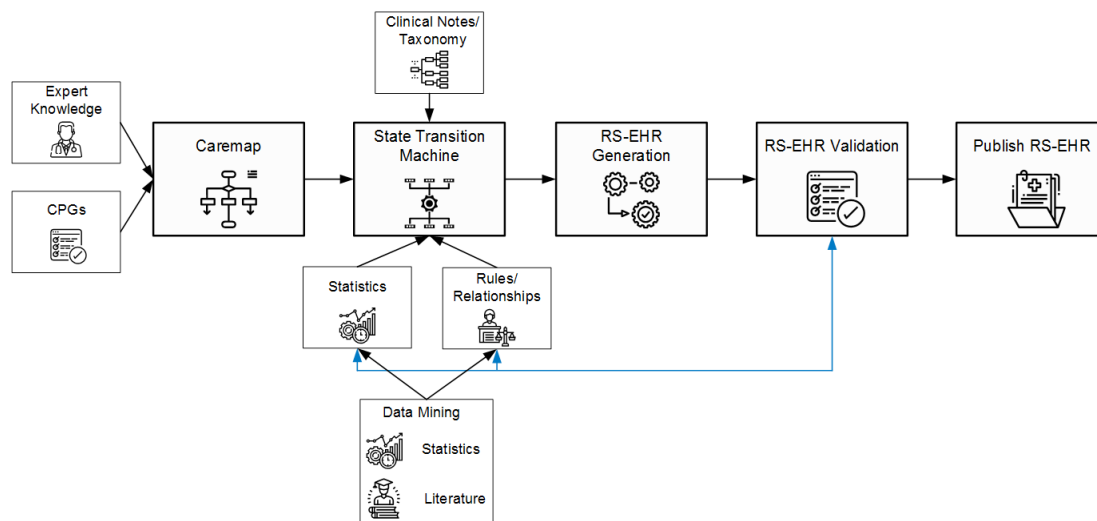 Clinical Notes/
Taxonomy
Expert
Knowledge
CPGs
Caremap
State Transition
Machine
RS-EHR
Generation
RS-EHR Validation
Publish RS-EHR
Statistics
Rules/
Relationships
Data Mining
Statistics
Literature